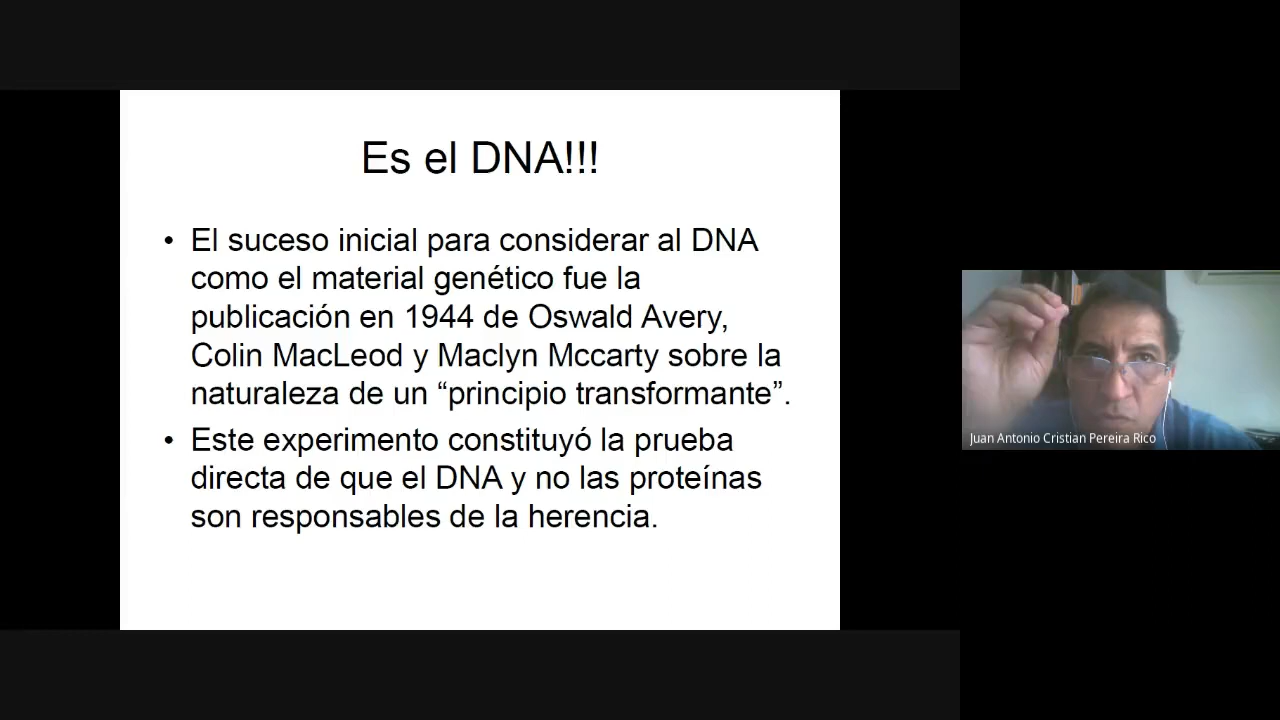 Es el DNA!!!
• El suceso inicial para considerar al DNA
como el material genético fue la
publicación en 1944 de Oswald Avery,
Colin MacLeod y Maclyn Mccarty sobre la
naturaleza de un “principio transformante”.
• Este experimento constituyó la prueba
directa de que el DNA y no las proteínas
son responsables de la herencia.
Juan Antonio Cristian Pereira Rico